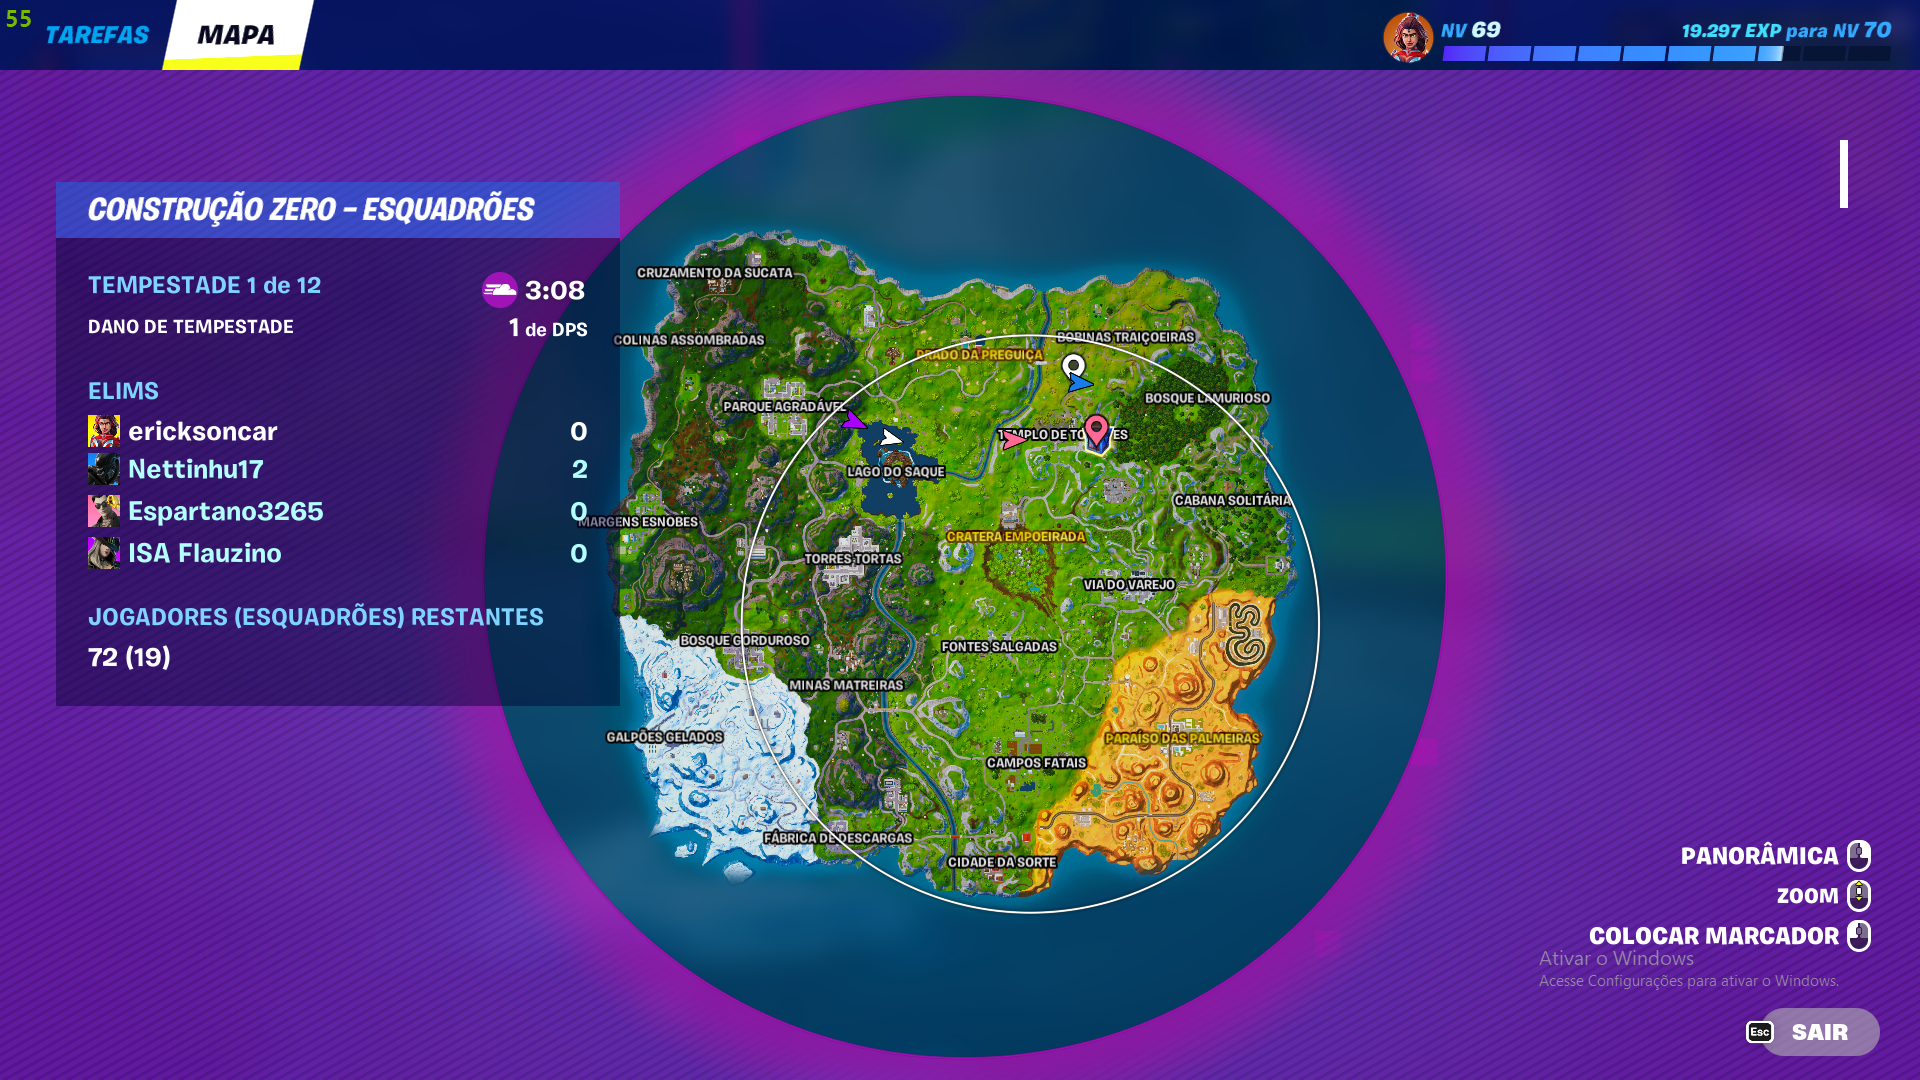 55
TAREFAS
MAPA
NV 69
19.297 EXP para NV 70
CONSTRUÇÃO ZERO - ESQUADRÕES
TEMPESTADE 1 de 12
3:08
DANO DE TEMPESTADE
1 de DPS
ELIMS
ericksoncar
0
Nettinhu17
2
Espartano3265
0
ISA Flauzino
0
JOGADORES (ESQUADRÕES) RESTANTES
72 (19)
CRUZAMENTO DA SUCATA
COLINAS ASSOMBRADAS
BOBINAS TRAIÇOEIRAS
PRADO DA PREGUIÇA
BOSQUE LAMURIOSO
PARQUE AGRADÁVEL
TEMPLO DE TO
ES
LAGO DO SAQUE
CABANA SOLITÁRIA
MARGENS ESNOBES
CRATERA EMPOEIRADA
TORRES TORTAS
VIA DO VAREJO
BOSQUE GORDUROSO
FONTES SALGADAS
MINAS MATREIRAS
GALPÕES GELADOS
PARAÍSO DAS PALMEIRAS
CAMPOS FATAIS
FÁBRICA DE DESCARGAS
CIDADE DA SORTE
PANORÂMICA
ZOOM
COLOCAR MARCADOR
Ativar o Windows
Acesse Configurações para ativar o Windows.
Esc
SAIR